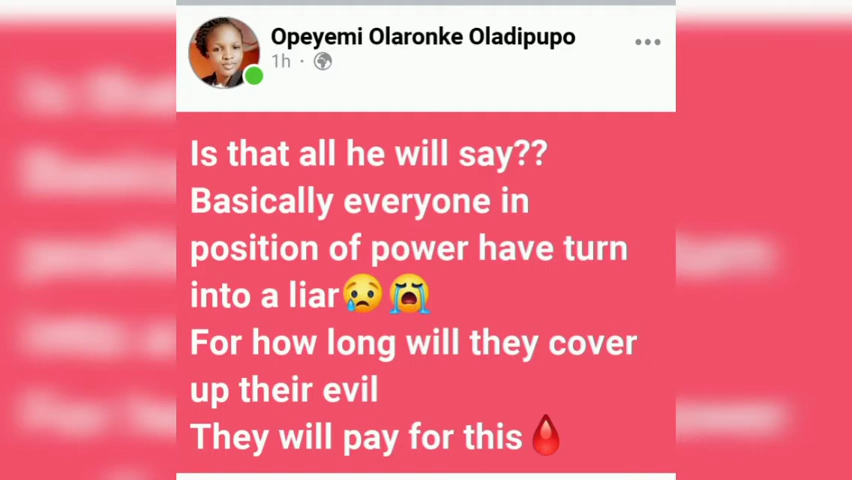 Opeyemi Olaronke Oladipupo
1h ·
Is that all he will say??
Basically everyone in
position of power have turn
into a liar😢😭
For how long will they cover
up their evil
They will pay for this🩸